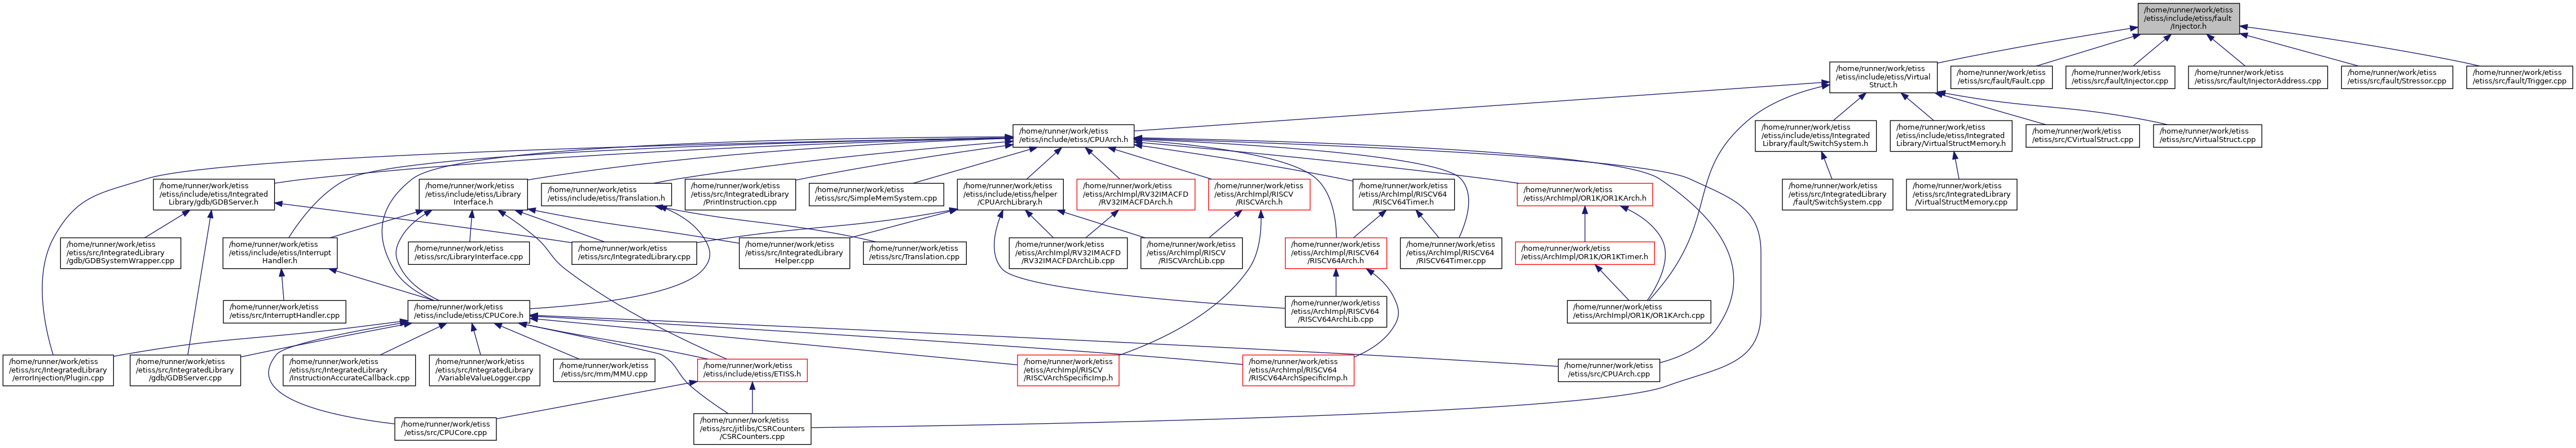 /home/runner/work/etiss
/etiss/include/etiss/fault
/Injector.h
/home/runner/work/etiss
/etiss/include/etiss/Virtual
Struct.h
/home/runner/work/etiss
/etiss/src/fault/Fault.cpp
/home/runner/work/etiss
/etiss/src/fault/Injector.cpp
/home/runner/work/etiss
/etiss/src/fault/InjectorAddress.cpp
/home/runner/work/etiss
/etiss/src/fault/Stressor.cpp
/home/runner/work/etiss
/etiss/src/fault/Trigger.cpp
/home/runner/work/etiss
/etiss/include/etiss/CPUArch.h
/home/runner/work/etiss
/etiss/include/etiss/Integrated
Library/fault/SwitchSystem.h
/home/runner/work/etiss
/etiss/include/etiss/Integrated
Library/VirtualStructMemory.h
/home/runner/work/etiss
/etiss/src/CVirtualStruct.cpp
/home/runner/work/etiss
/etiss/src/VirtualStruct.cpp
/home/runner/work/etiss
/etiss/include/etiss/Integrated
Library/gdb/GDBServer.h
/home/runner/work/etiss
/etiss/include/etiss/Library
Interface.h
/home/runner/work/etiss
/etiss/include/etiss/Translation.h
/home/runner/work/etiss
/etiss/src/IntegratedLibrary
/PrintInstruction.cpp
/home/runner/work/etiss
/etiss/src/SimpleMemSystem.cpp
/home/runner/work/etiss
/etiss/include/etiss/helper
/CPUArchLibrary.h
/home/runner/work/etiss
/etiss/ArchImpl/RV32IMACFD
/RV32IMACFDArch.h
/home/runner/work/etiss
/etiss/ArchImpl/RISCV
/RISCVArch.h
/home/runner/work/etiss
/etiss/ArchImpl/RISCV64
/RISCV64Timer.h
/home/runner/work/etiss
/etiss/ArchImpl/OR1K/OR1KArch.h
/home/runner/work/etiss
/etiss/src/IntegratedLibrary
/fault/SwitchSystem.cpp
/home/runner/work/etiss
/etiss/src/IntegratedLibrary
/VirtualStructMemory.cpp
/home/runner/work/etiss
/etiss/src/IntegratedLibrary
/gdb/GDBSystemWrapper.cpp
/home/runner/work/etiss
/etiss/include/etiss/Interrupt
Handler.h
/home/runner/work/etiss
/etiss/src/LibraryInterface.cpp
/home/runner/work/etiss
/etiss/src/IntegratedLibrary.cpp
/home/runner/work/etiss
/etiss/src/IntegratedLibrary
Helper.cpp
/home/runner/work/etiss
/etiss/src/Translation.cpp
/home/runner/work/etiss
/etiss/ArchImpl/RV32IMACFD
/RV32IMACFDArchLib.cpp
/home/runner/work/etiss
/etiss/ArchImpl/RISCV
/RISCVArchLib.cpp
/home/runner/work/etiss
/etiss/ArchImpl/RISCV64
/RISCV64Arch.h
/home/runner/work/etiss
/etiss/ArchImpl/RISCV64
/RISCV64Timer.cpp
/home/runner/work/etiss
/etiss/ArchImpl/OR1K/OR1KTimer.h
/home/runner/work/etiss
/etiss/src/InterruptHandler.cpp
/home/runner/work/etiss
/etiss/include/etiss/CPUCore.h
/home/runner/work/etiss
/etiss/ArchImpl/RISCV64
/RISCV64ArchLib.cpp
/home/runner/work/etiss
/etiss/ArchImpl/OR1K/OR1KArch.cpp
/home/runner/work/etiss
/etiss/src/IntegratedLibrary
/errorInjection/Plugin.cpp
/home/runner/work/etiss
/etiss/src/IntegratedLibrary
/gdb/GDBServer.cpp
/home/runner/work/etiss
/etiss/src/IntegratedLibrary
/InstructionAccurateCallback.cpp
/home/runner/work/etiss
/etiss/src/IntegratedLibrary
/VariableValueLogger.cpp
/home/runner/work/etiss
/etiss/src/mm/MMU.cpp
/home/runner/work/etiss
/etiss/include/etiss/ETISS.h
/home/runner/work/etiss
/etiss/ArchImpl/RISCV
/RISCVArchSpecificImp.h
/home/runner/work/etiss
/etiss/ArchImpl/RISCV64
/RISCV64ArchSpecificImp.h
/home/runner/work/etiss
/etiss/src/CPUArch.cpp
/home/runner/work/etiss
/etiss/src/CPUCore.cpp
/home/runner/work/etiss
/etiss/src/jitlibs/CSRCounters
/CSRCounters.cpp